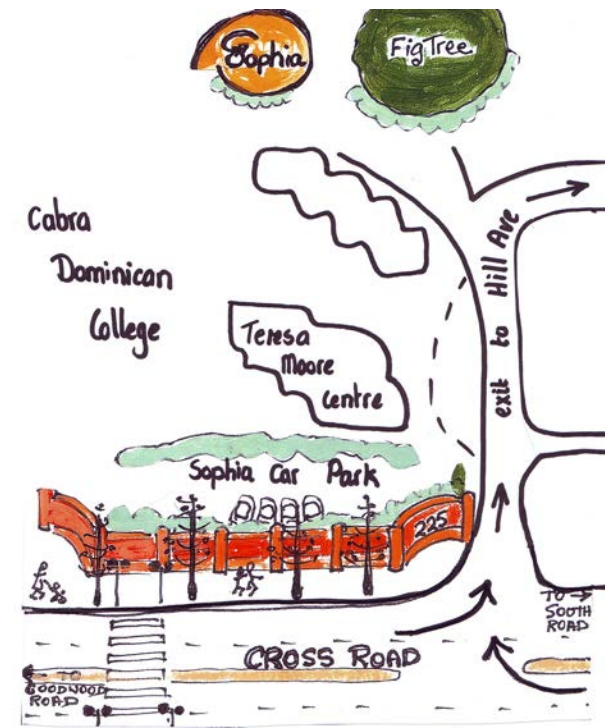 Sophia
Fig Tree
Cabra
Dominican
College
Teresa
Moore
Centre
exit to Hill Ave
Sophia Car Park
225
TO
SOUTH
ROAD
CROSS ROAD
TO
GOODWOOD
ROAD